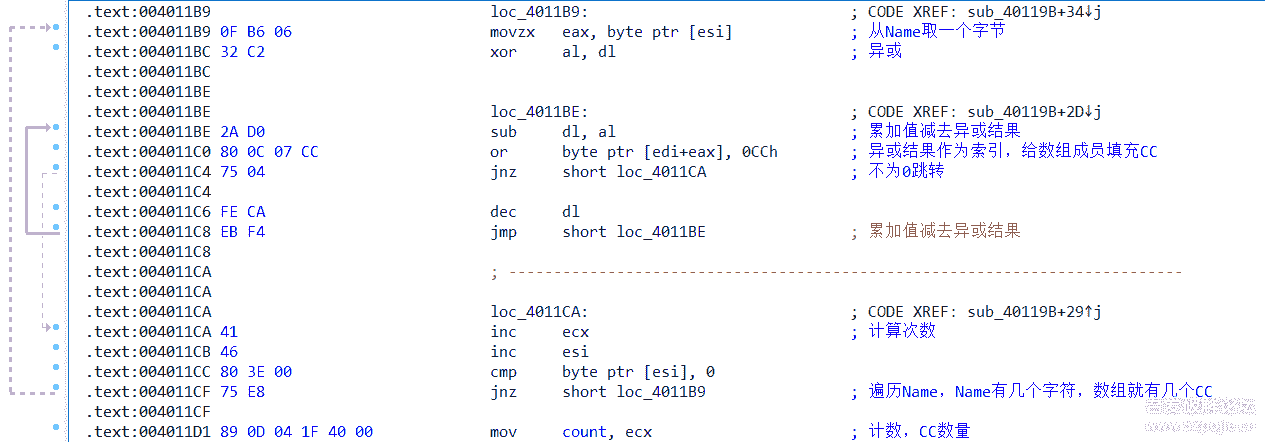 .text:004011B9 loc_4011B9: ; CODE XREF: sub_40119B+34↓j
.text:004011B9 0F B6 06 movzx eax, byte ptr [esi] ; 从Name取一个字节
.text:004011BC 32 C2 xor al, dl ; 异或
.text:004011BC
.text:004011BE
.text:004011BE loc_4011BE: ; CODE XREF: sub_40119B+2D↓j
.text:004011BE 2A D0 sub dl, al ; 累加值减去异或结果
.text:004011C0 80 0C 07 CC or byte ptr [edi+eax], 0CCh ; 异或结果作为索引，给数组成员填充CC
.text:004011C4 75 04 jnz short loc_4011CA ; 不为0跳转
.text:004011C4
.text:004011C6 FE CA dec dl
.text:004011C8 EB F4 jmp short loc_4011BE ; 累加值减去异或结果
.text:004011C8
.text:004011CA ; ---------------------------------------------------------------------------
.text:004011CA
.text:004011CA loc_4011CA: ; CODE XREF: sub_40119B+29↑j
.text:004011CA 41 inc ecx ; 计算次数
.text:004011CB 46 inc esi
.text:004011CC 80 3E 00 cmp byte ptr [esi], 0
.text:004011CF 75 E8 jnz short loc_4011B9 ; 遍历Name，Name有几个字符，数组就有几个CC
.text:004011CF
.text:004011D1 89 0D 04 1F 40 00 mov count, ecx ; 计数，CC数量
吾爱破解论坛
www.52pojie.cn